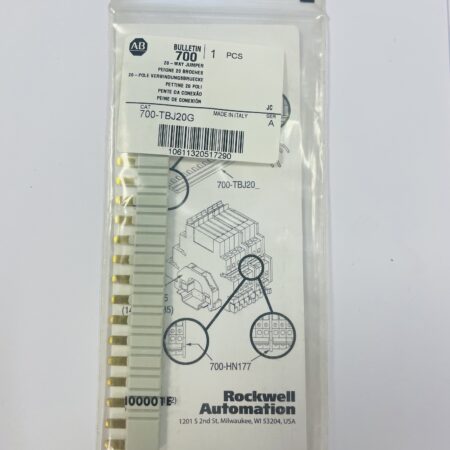 AB
BULLETIN
700
1 PCS
20 - WAY JUMPER
PEIGNE 20 BROCHES
20 - POLE VERBINDUNGSBRUECKE
PETTINE 20 POLI
PENTE DA CONEXÃO
PEINE DE CONEXIÓN
JC
CAT
SER
700-TBJ20G
MADE IN ITALY
A
10611320517290
700-TBJ20_
700-HN177
Rockwell
Automation
1201 S 2nd St, Milwaukee, WI 53204, USA